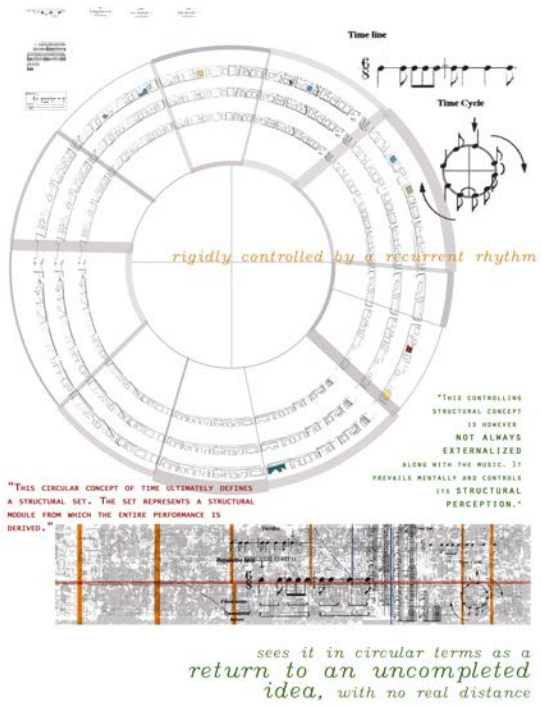 Time line
6
8
Time Cycle
rigidly controlled by a recurrent rhythm
"This controlling
structural concept
is however
NOT ALWAYS
EXTERNALIZED
along with the music. It
prevails mentally and controls
its STRUCTURAL
PERCEPTION."
"This circular concept of time ultimately defines
a structural set. The set represents a structural
module from which the entire performance is
derived."
sees it in circular terms as a
return to an uncompleted
idea, with no real distance